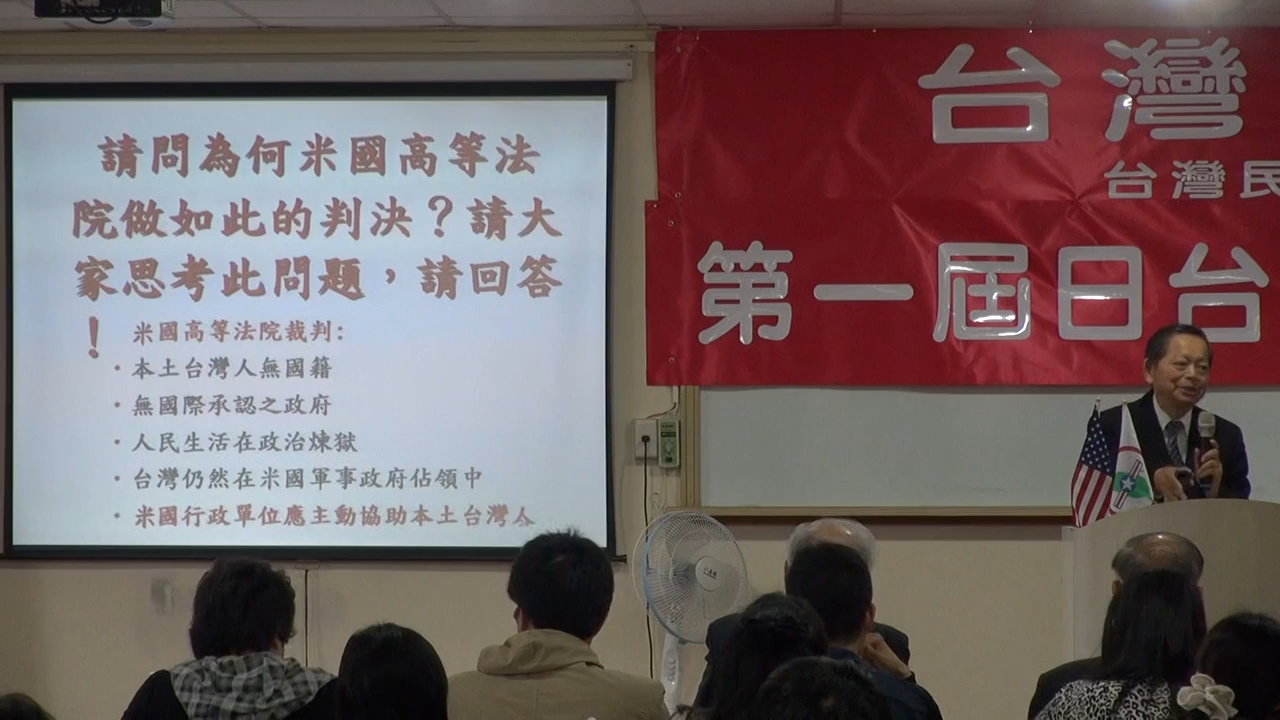 請問為何米國高等法
院做如此的判決？請大
家思考此問題，請回答
！
米國高等法院裁判:
·本土台灣人無國籍
·無國際承認之政府
·人民生活在政治煉獄
·台灣仍然在米國軍事政府佔領中
·米國行政單位應主動協助本土台灣人
台灣
台灣民
第一屆日台